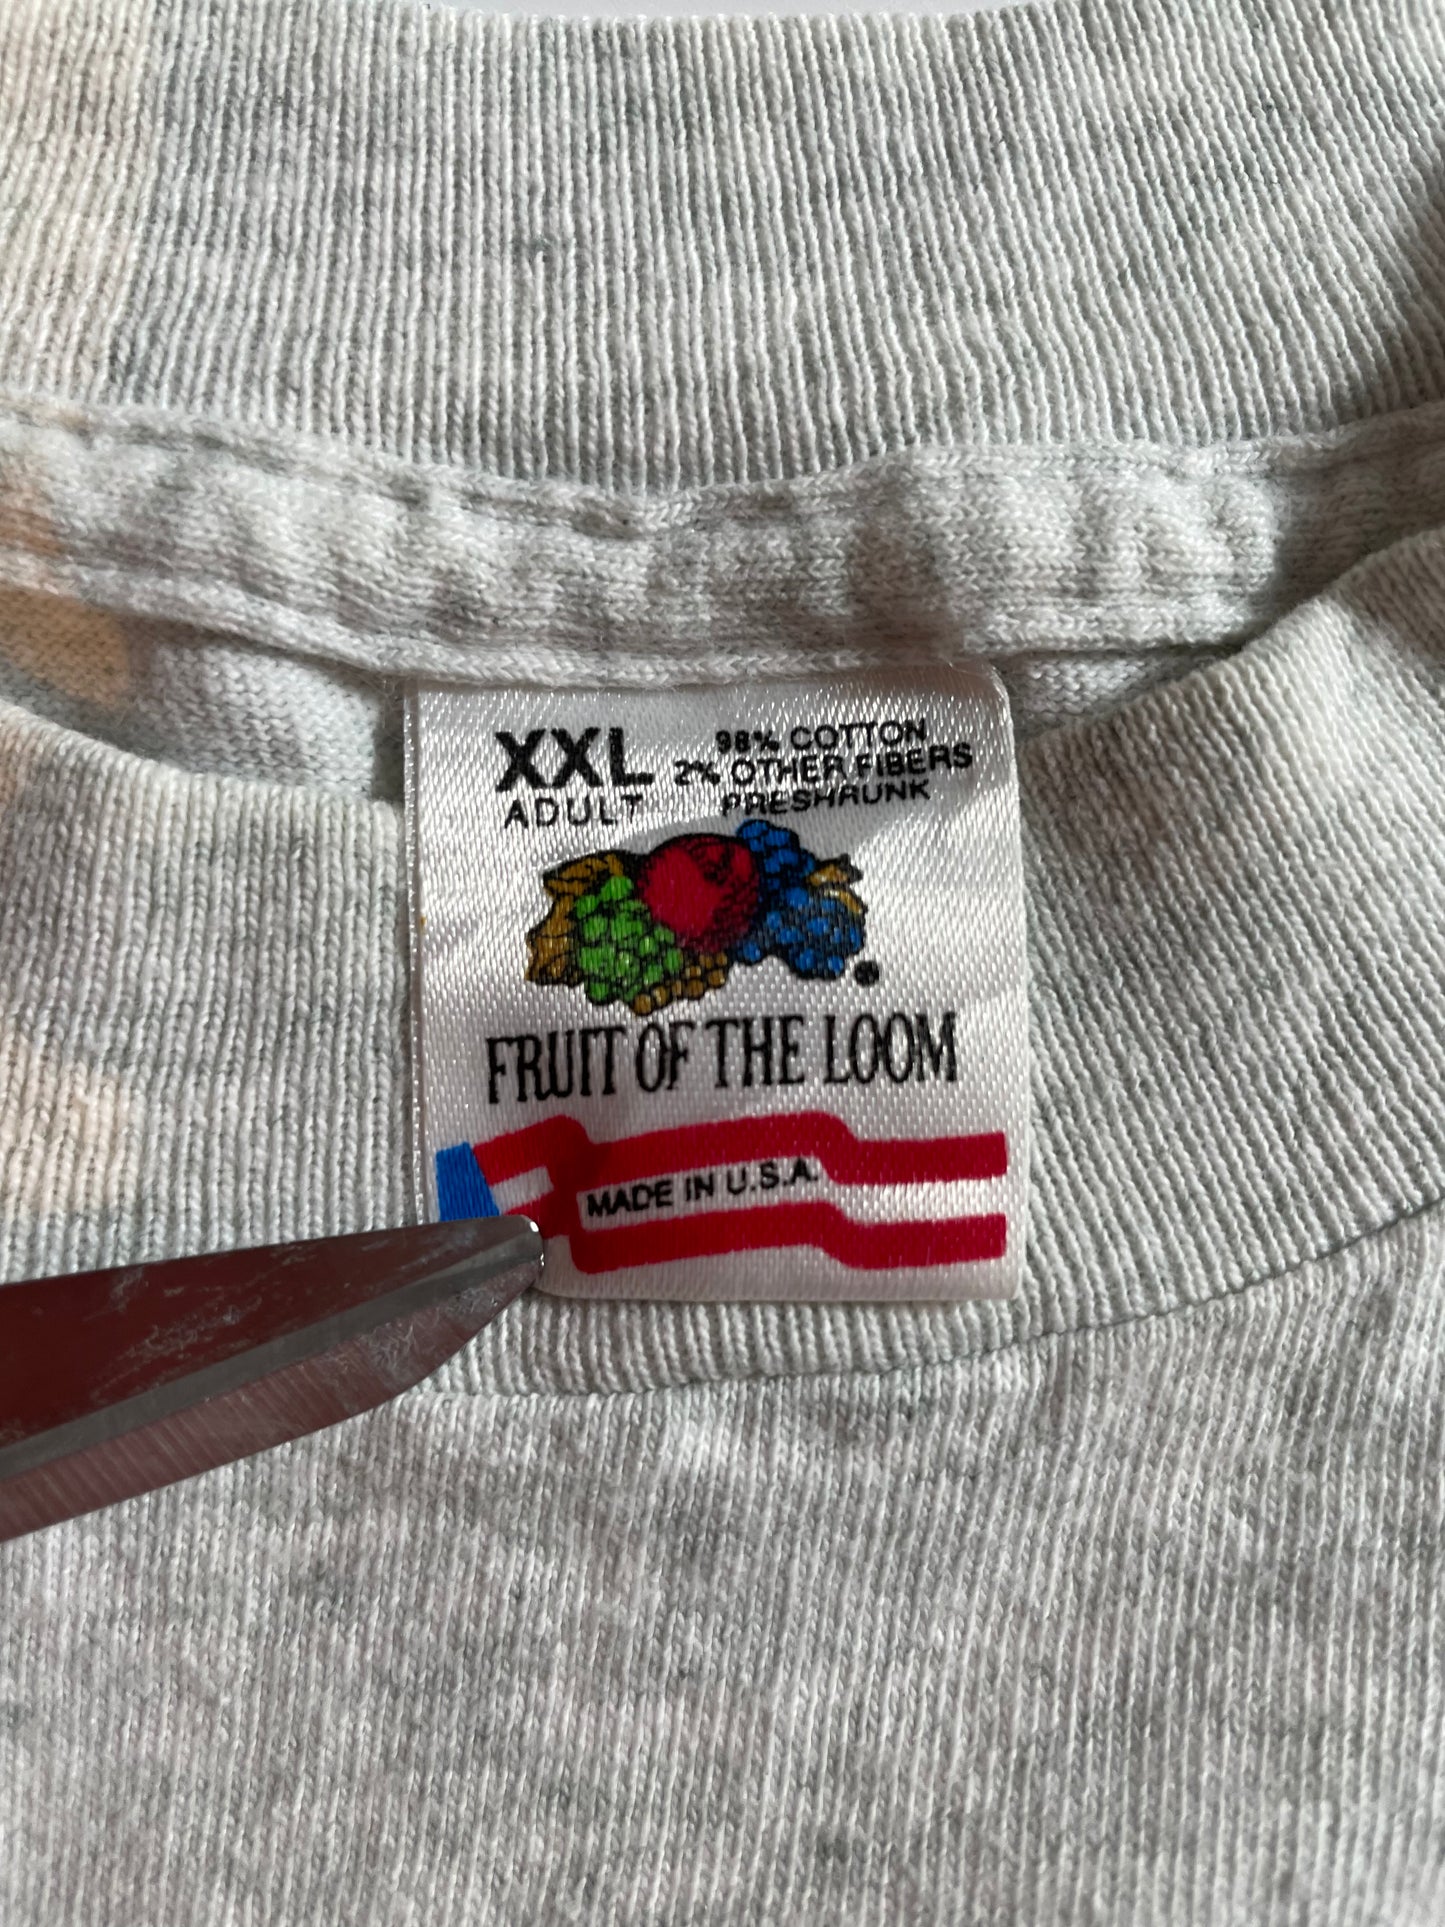 XXL
ADULT
98% COTTON
2% OTHER FIBERS
PRESHRUNK
FRUIT OF THE LOOM
MADE IN U.S.A.